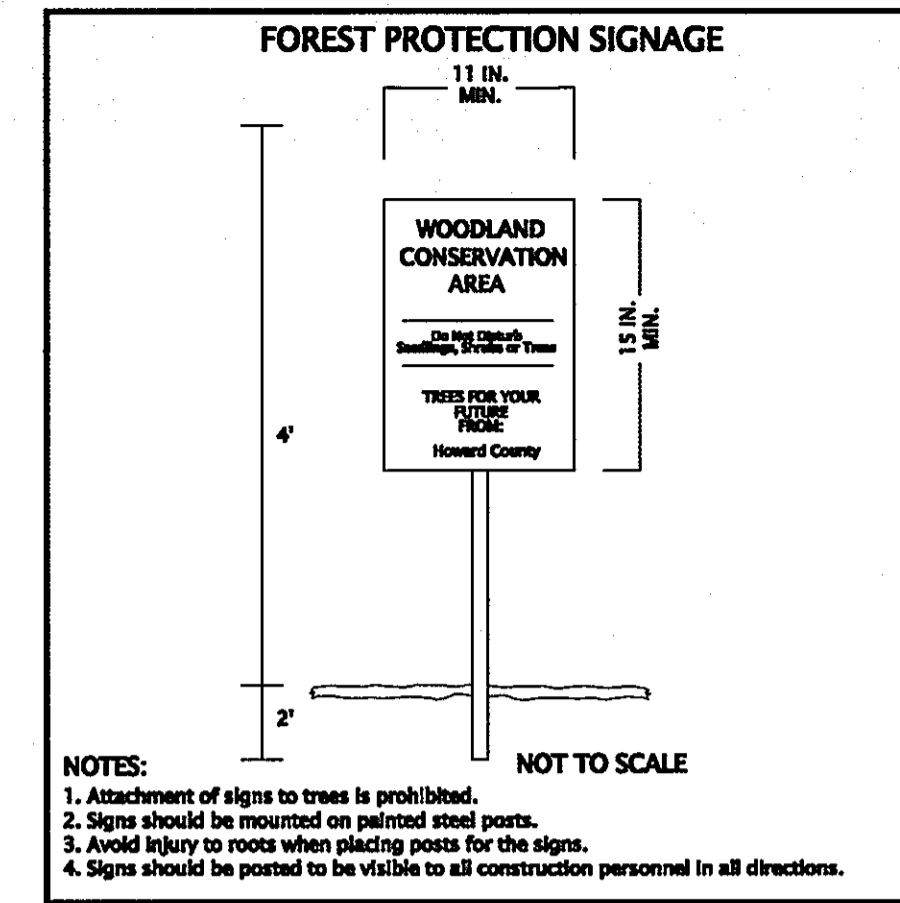 FOREST PROTECTION SIGNAGE
11 IN.
MIN.
WOODLAND
CONSERVATION
AREA
Do Not Disturb
Seedlings, Shrubs or Trees
TREES FOR YOUR
FUTURE
FROM:
Howard County
15 IN.
MIN.
4'
2'
NOT TO SCALE
NOTES:
1. Attachment of signs to trees is prohibited.
2. Signs should be mounted on painted steel posts.
3. Avoid injury to roots when placing posts for the signs.
4. Signs should be posted to be visible to all construction personnel in all directions.